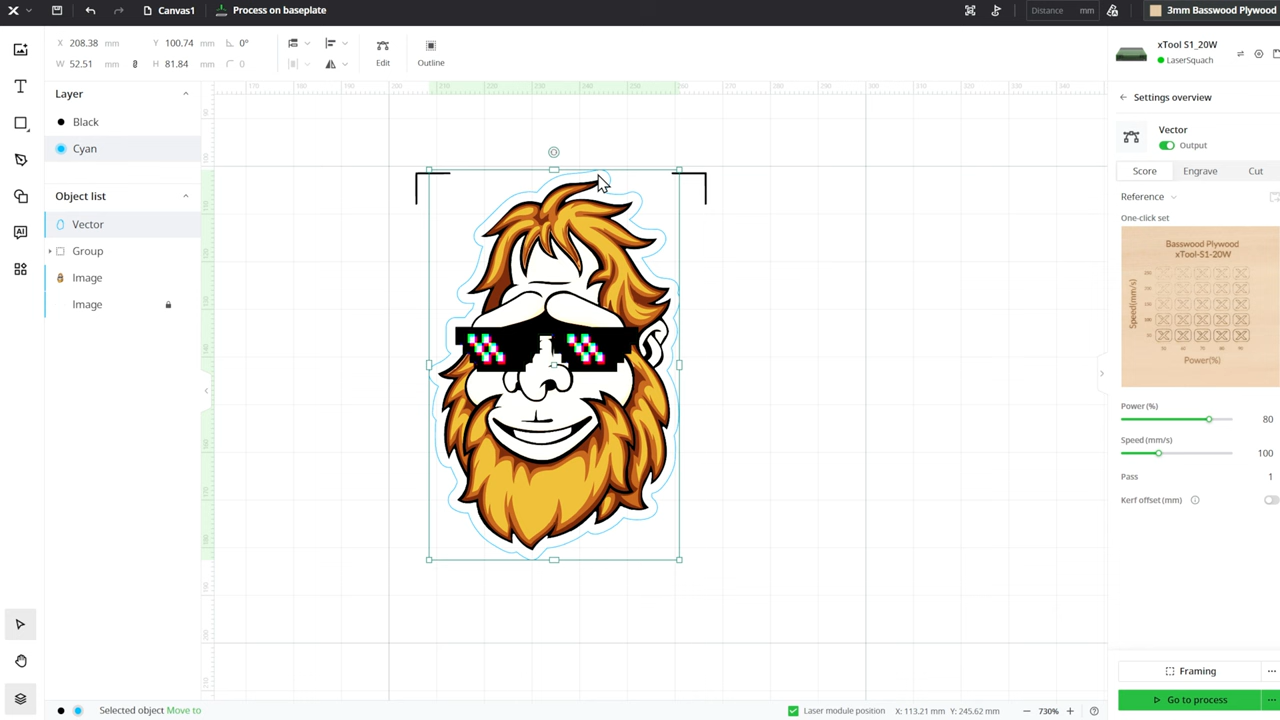 Canvas1
Process on baseplate
Distance mm
3mm Basswood Plywood
X 208.38 mm Y 100.74 mm 0°
W 52.51 mm H 81.84 mm 0
Edit
Outline
xTool S1_20W
LaserSquach
Layer
Black
Cyan
Object list
Vector
Group
Image
Image
Settings overview
Vector
Output
Score Engrave Cut
Reference
One-click set
Basswood Plywood
xTool-S1-20W
Speed(mm/s)
Power(%)
Power (%)
80
Speed (mm/s)
100
Pass 1
Kerf offset (mm)
Framing
Go to process
Selected object Move to
Laser module position X: 113.21 mm Y: 245.62 mm 730%